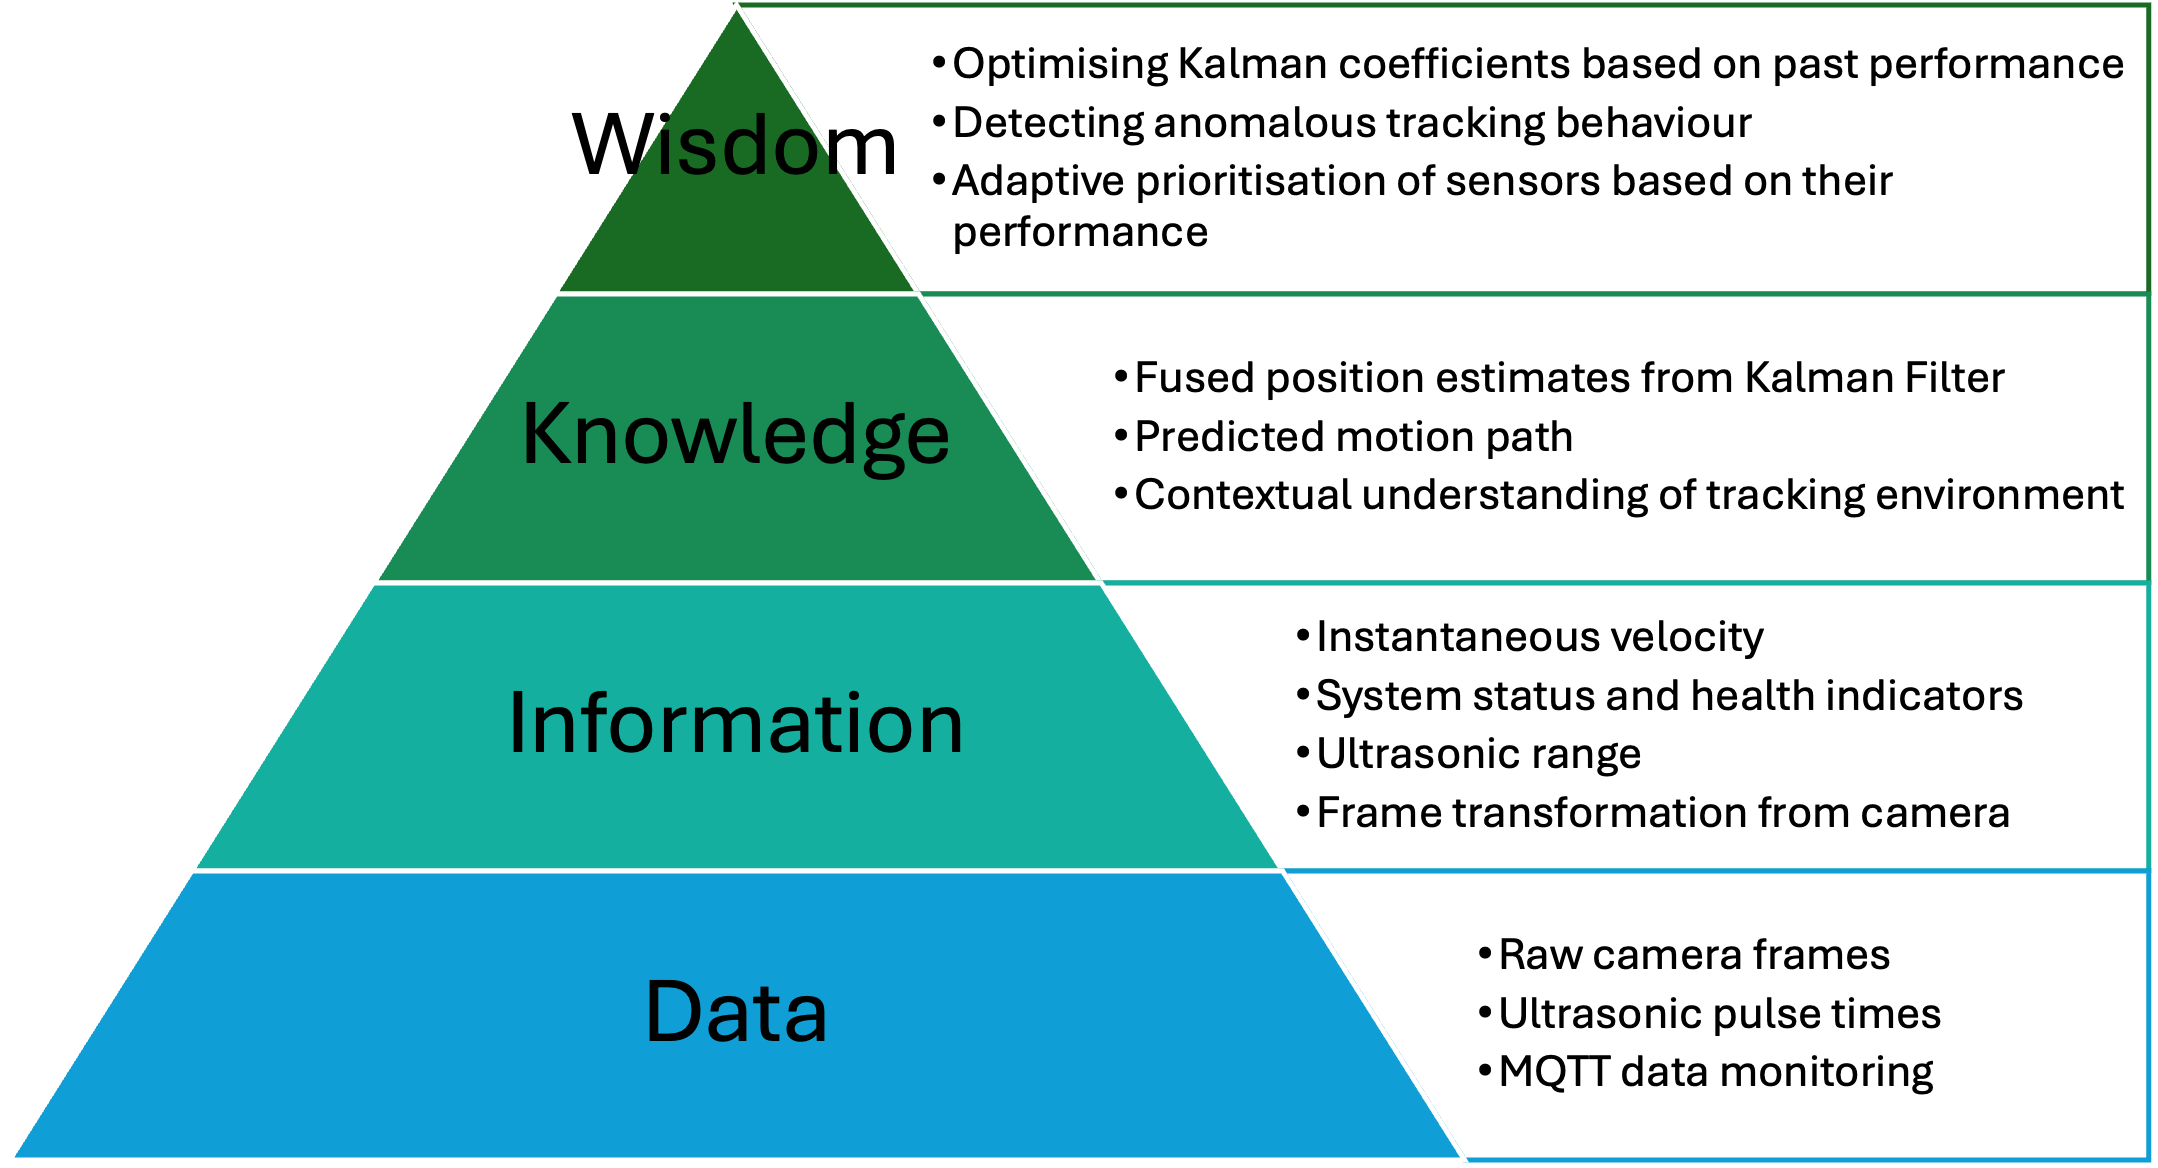 Wisdom
•Optimising Kalman coefficients based on past performance
•Detecting anomalous tracking behaviour
•Adaptive prioritisation of sensors based on their
performance
Knowledge
•Fused position estimates from Kalman Filter
•Predicted motion path
•Contextual understanding of tracking environment
Information
•Instantaneous velocity
•System status and health indicators
•Ultrasonic range
•Frame transformation from camera
Data
•Raw camera frames
•Ultrasonic pulse times
•MQTT data monitoring